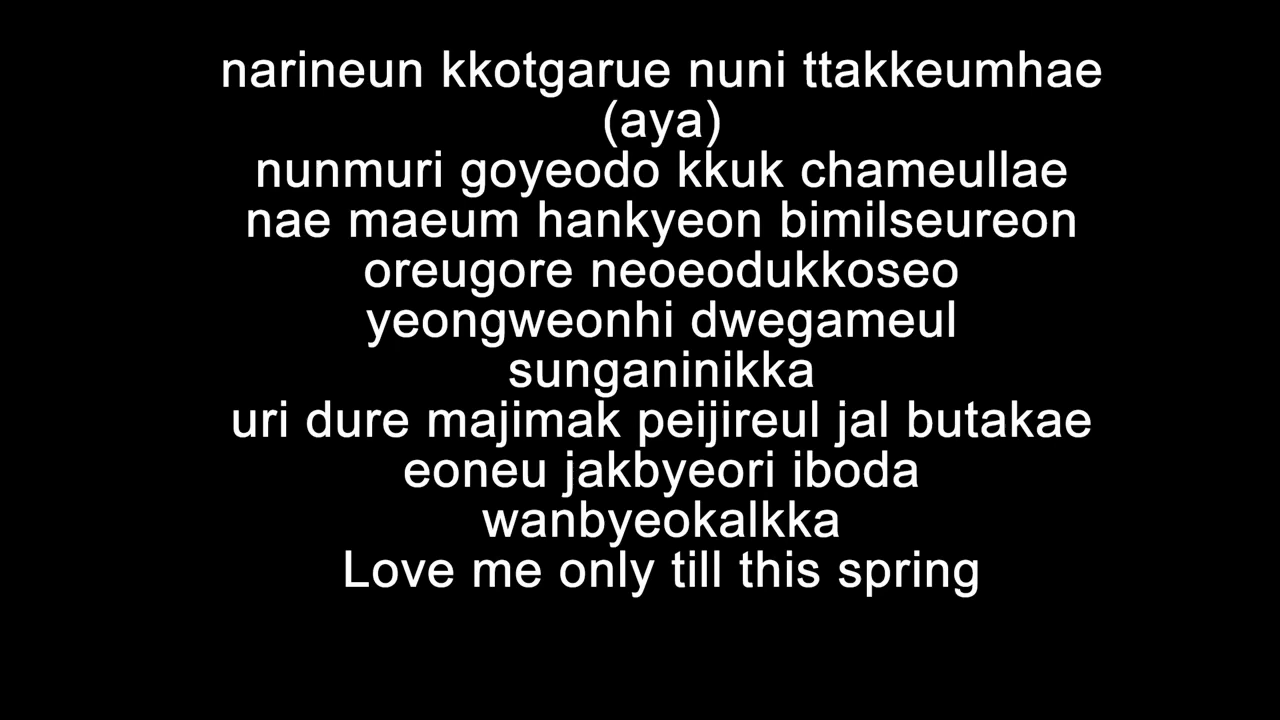 narineun kkotgarue nuni ttakkeumhae
(aya)
nunmuri goyeodo kkuk chameullae
nae maeum hankyeon bimilseureon
oreugore neoeodukkoseo
yeongweonhi dwegameul
sunganinikka
uri dure majimak peijireul jal butakae
eoneu jakbyeori iboda
wanbyeokalkka
Love me only till this spring